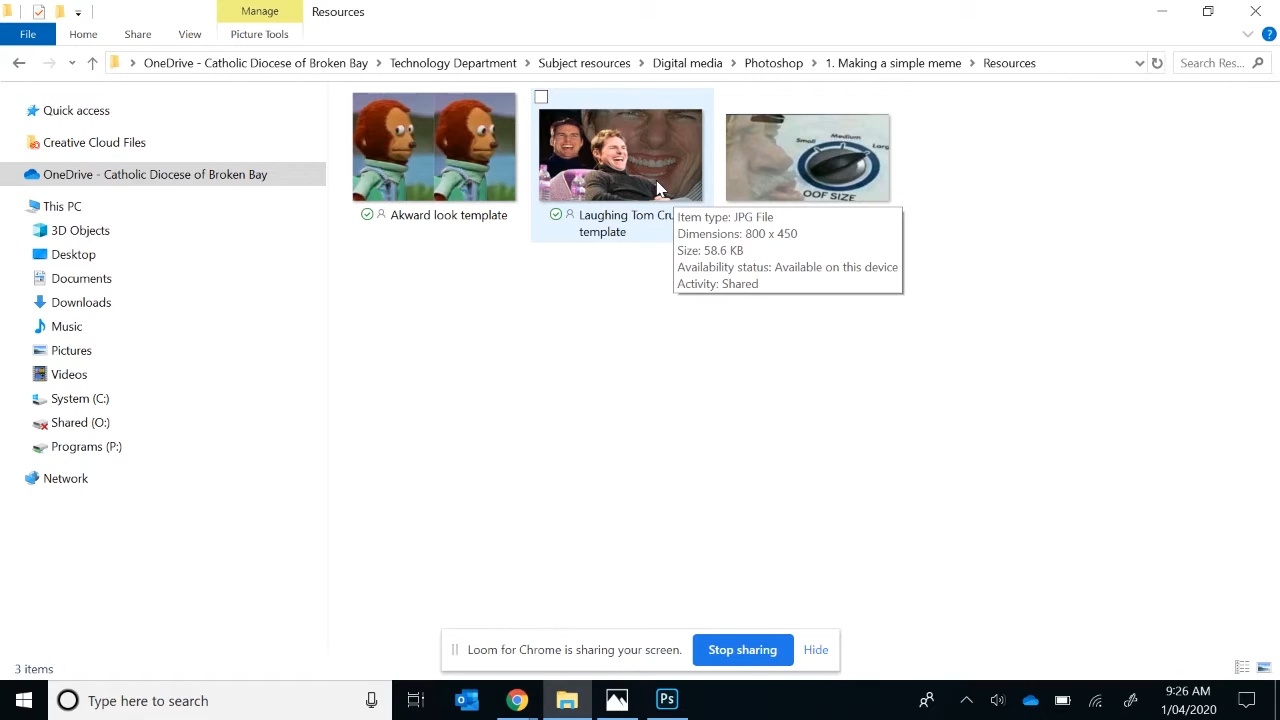 Manage
Resources
File
Home
Share
View
Picture Tools
OneDrive - Catholic Diocese of Broken Bay
Technology Department
Subject resources
Digital media
Photoshop
1. Making a simple meme
Resources
Search Res...
Quick access
Creative Cloud Files
OneDrive - Catholic Diocese of Broken Bay
This PC
3D Objects
Desktop
Documents
Downloads
Music
Pictures
Videos
System (C:)
Shared (O:)
Programs (P:)
Network
Small
Medium
Larg
OOF SIZE
Akward look template
Laughing Tom Cru
template
Item type: JPG File
Dimensions: 800 x 450
Size: 58.6 KB
Availability status: Available on this device
Activity: Shared
Loom for Chrome is sharing your screen.
Stop sharing
Hide
3 items
Type here to search
Ps
9:26 AM
1/04/2020